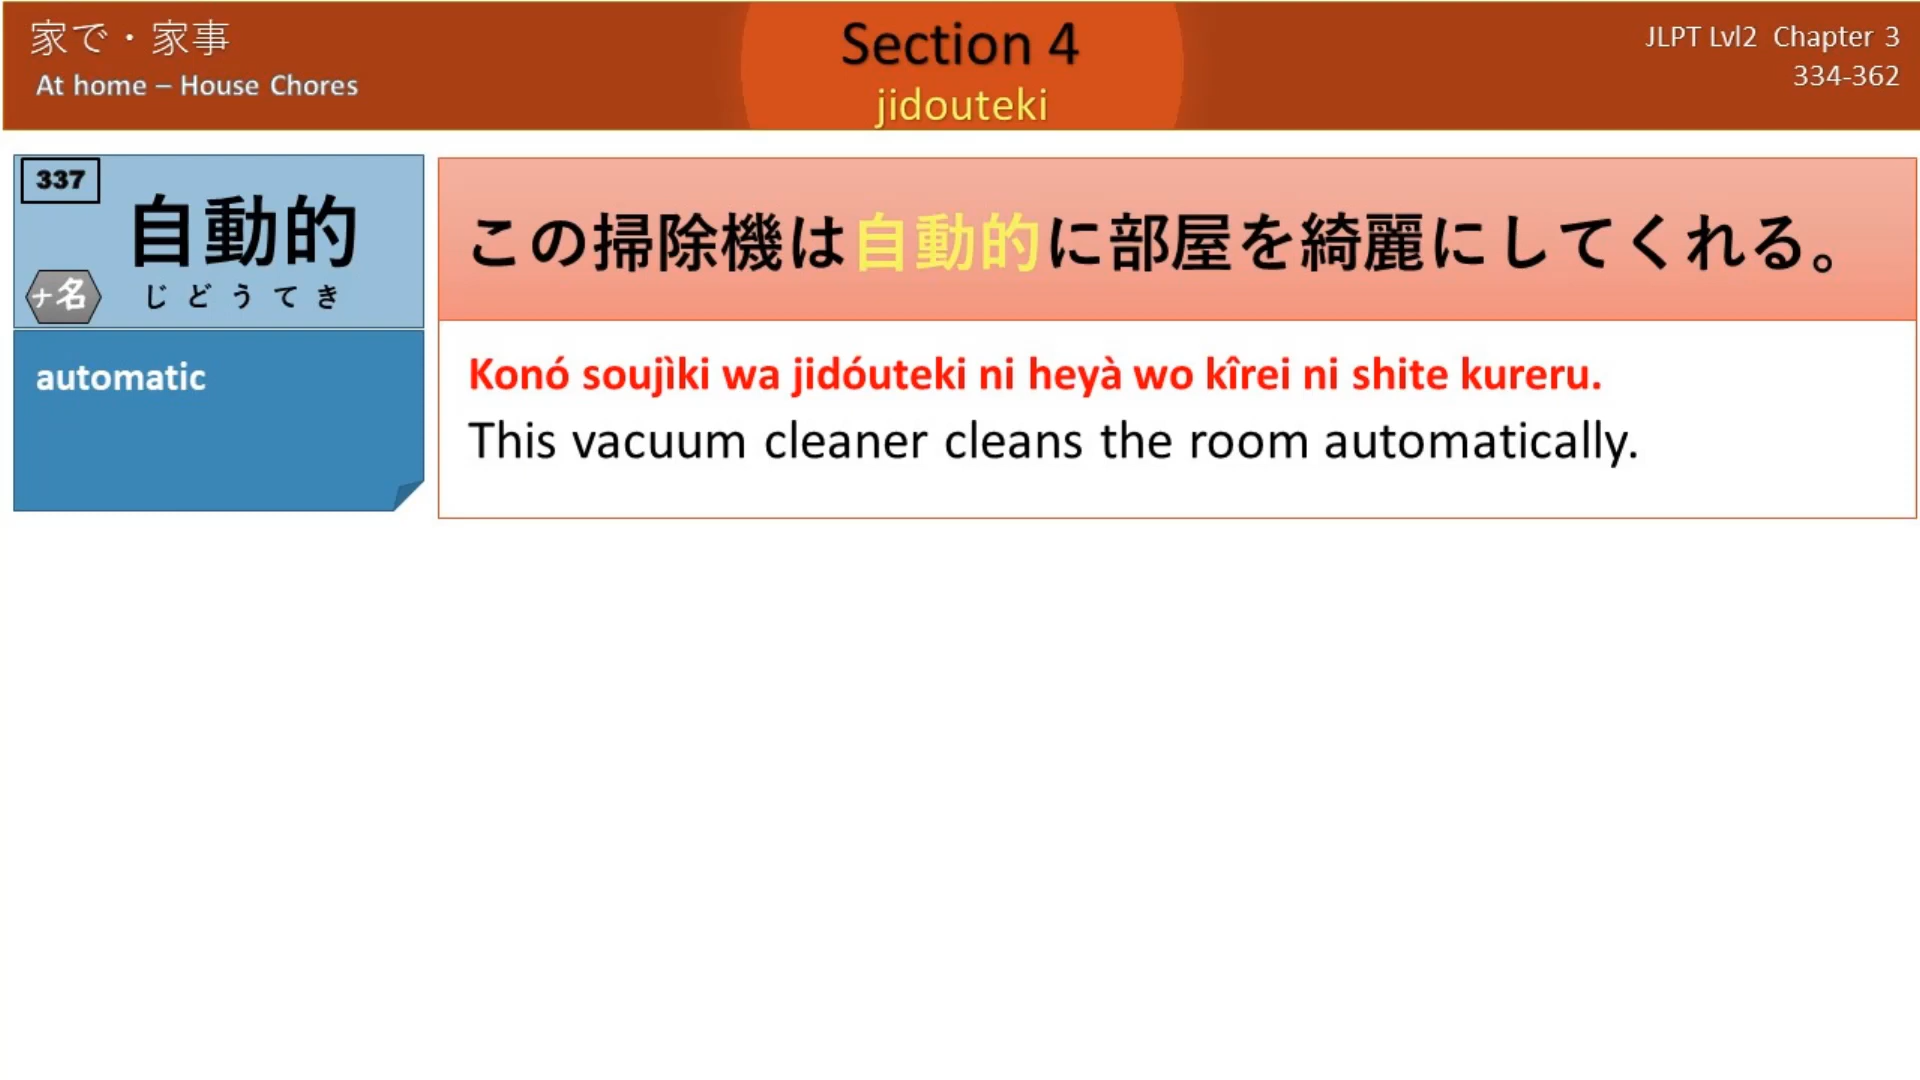 家で・家事
At home – House Chores
Section 4
jidouteki
JLPT Lvl2 Chapter 3
334-362
337
自動的
ナ名
じどうてき
automatic
この掃除機は自動的に部屋を綺麗にしてくれる。
Konó soujìki wa jidóuteki ni heyà wo kîrei ni shite kureru.
This vacuum cleaner cleans the room automatically.